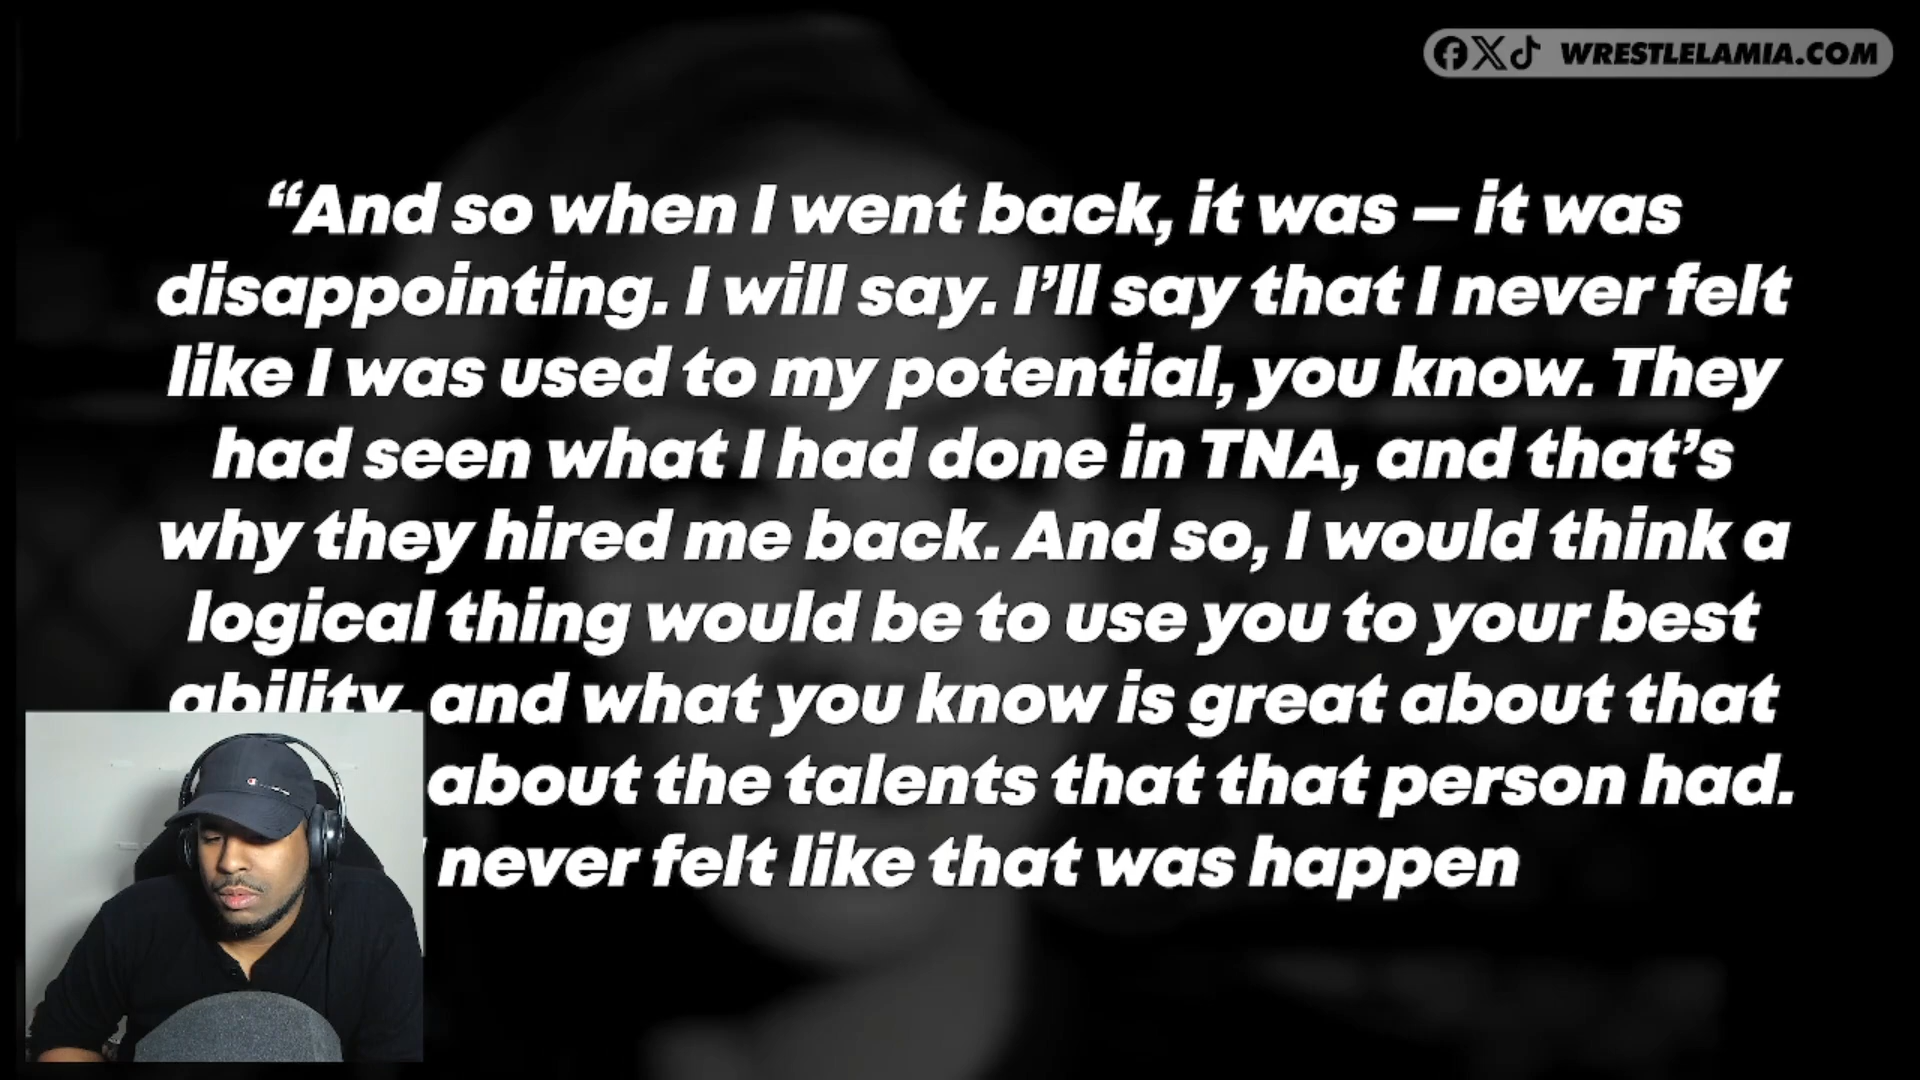 WRESTLELAMIA.COM
“And so when I went back, it was – it was
disappointing. I will say. I’ll say that I never felt
like I was used to my potential, you know. They
had seen what I had done in TNA, and that’s
why they hired me back. And so, I would think a
logical thing would be to use you to your best
ability, and what you know is great about that
about the talents that that person had.
never felt like that was happen